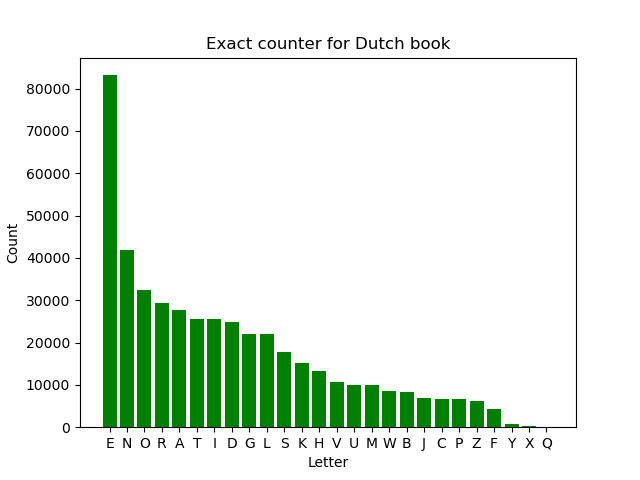 Exact counter for Dutch book
80000
70000
60000
50000
40000
30000
20000
10000
0
Count
E N O R A T I D G L S K H V U M W B J C P Z F Y X Q
Letter